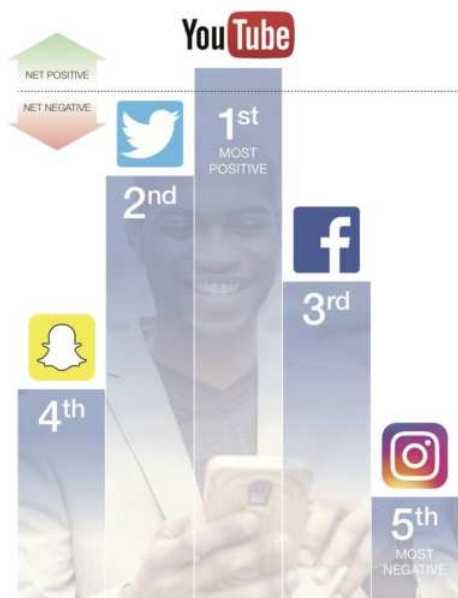 YouTube
NET POSITIVE
NET NEGATIVE
1st
MOST
POSITIVE
2nd
3rd
4th
5th
MOST
NEGATIVE